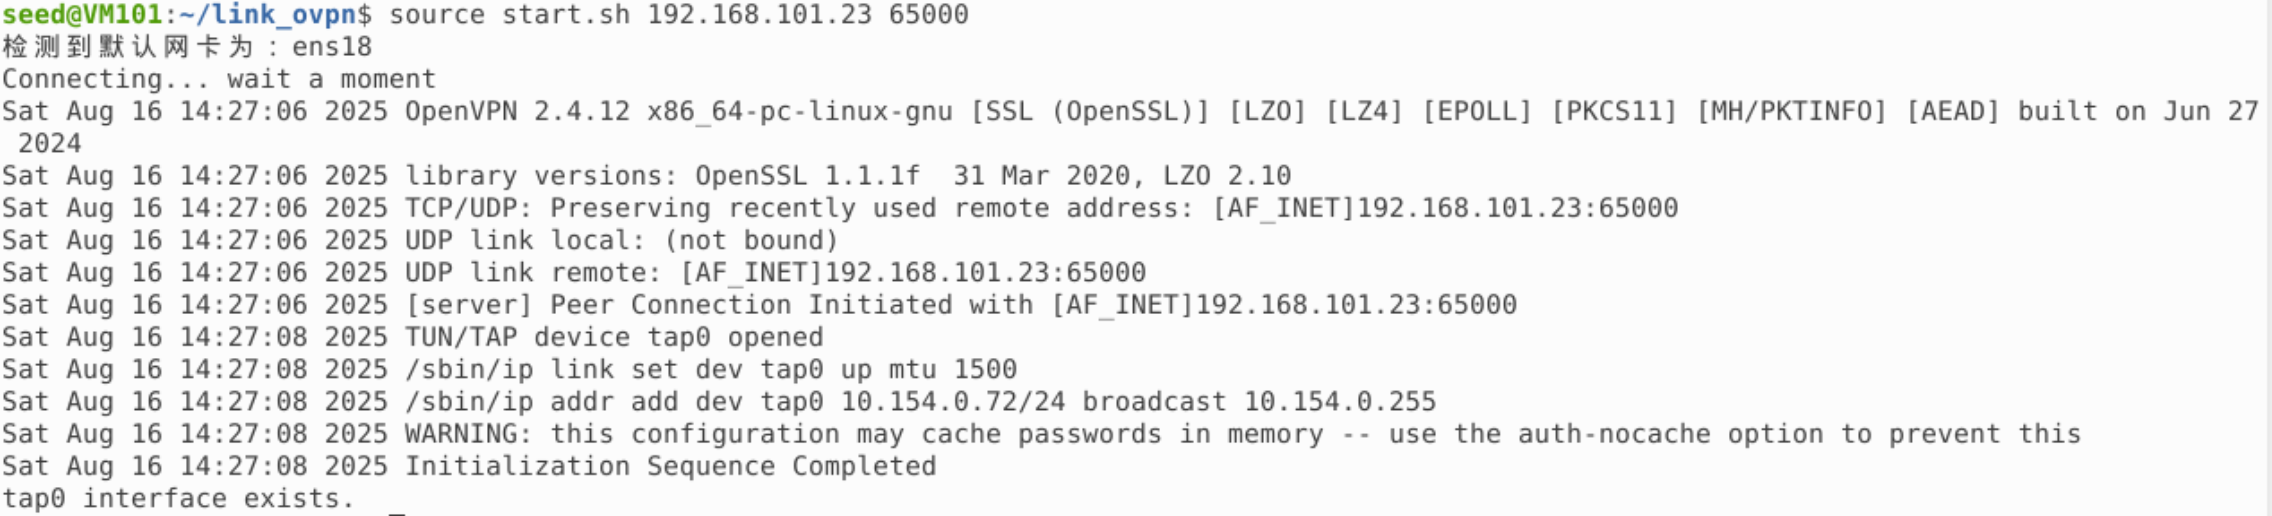 seed@VM101:~/link_ovpn$ source start.sh 192.168.101.23 65000
检测到默认网卡为：ens18
Connecting... wait a moment
Sat Aug 16 14:27:06 2025 OpenVPN 2.4.12 x86_64-pc-linux-gnu [SSL (OpenSSL)] [LZO] [LZ4] [EPOLL] [PKCS11] [MH/PKTINFO] [AEAD] built on Jun 27
 2024
Sat Aug 16 14:27:06 2025 library versions: OpenSSL 1.1.1f  31 Mar 2020, LZO 2.10
Sat Aug 16 14:27:06 2025 TCP/UDP: Preserving recently used remote address: [AF_INET]192.168.101.23:65000
Sat Aug 16 14:27:06 2025 UDP link local: (not bound)
Sat Aug 16 14:27:06 2025 UDP link remote: [AF_INET]192.168.101.23:65000
Sat Aug 16 14:27:06 2025 [server] Peer Connection Initiated with [AF_INET]192.168.101.23:65000
Sat Aug 16 14:27:08 2025 TUN/TAP device tap0 opened
Sat Aug 16 14:27:08 2025 /sbin/ip link set dev tap0 up mtu 1500
Sat Aug 16 14:27:08 2025 /sbin/ip addr add dev tap0 10.154.0.72/24 broadcast 10.154.0.255
Sat Aug 16 14:27:08 2025 WARNING: this configuration may cache passwords in memory -- use the auth-nocache option to prevent this
Sat Aug 16 14:27:08 2025 Initialization Sequence Completed
tap0 interface exists.